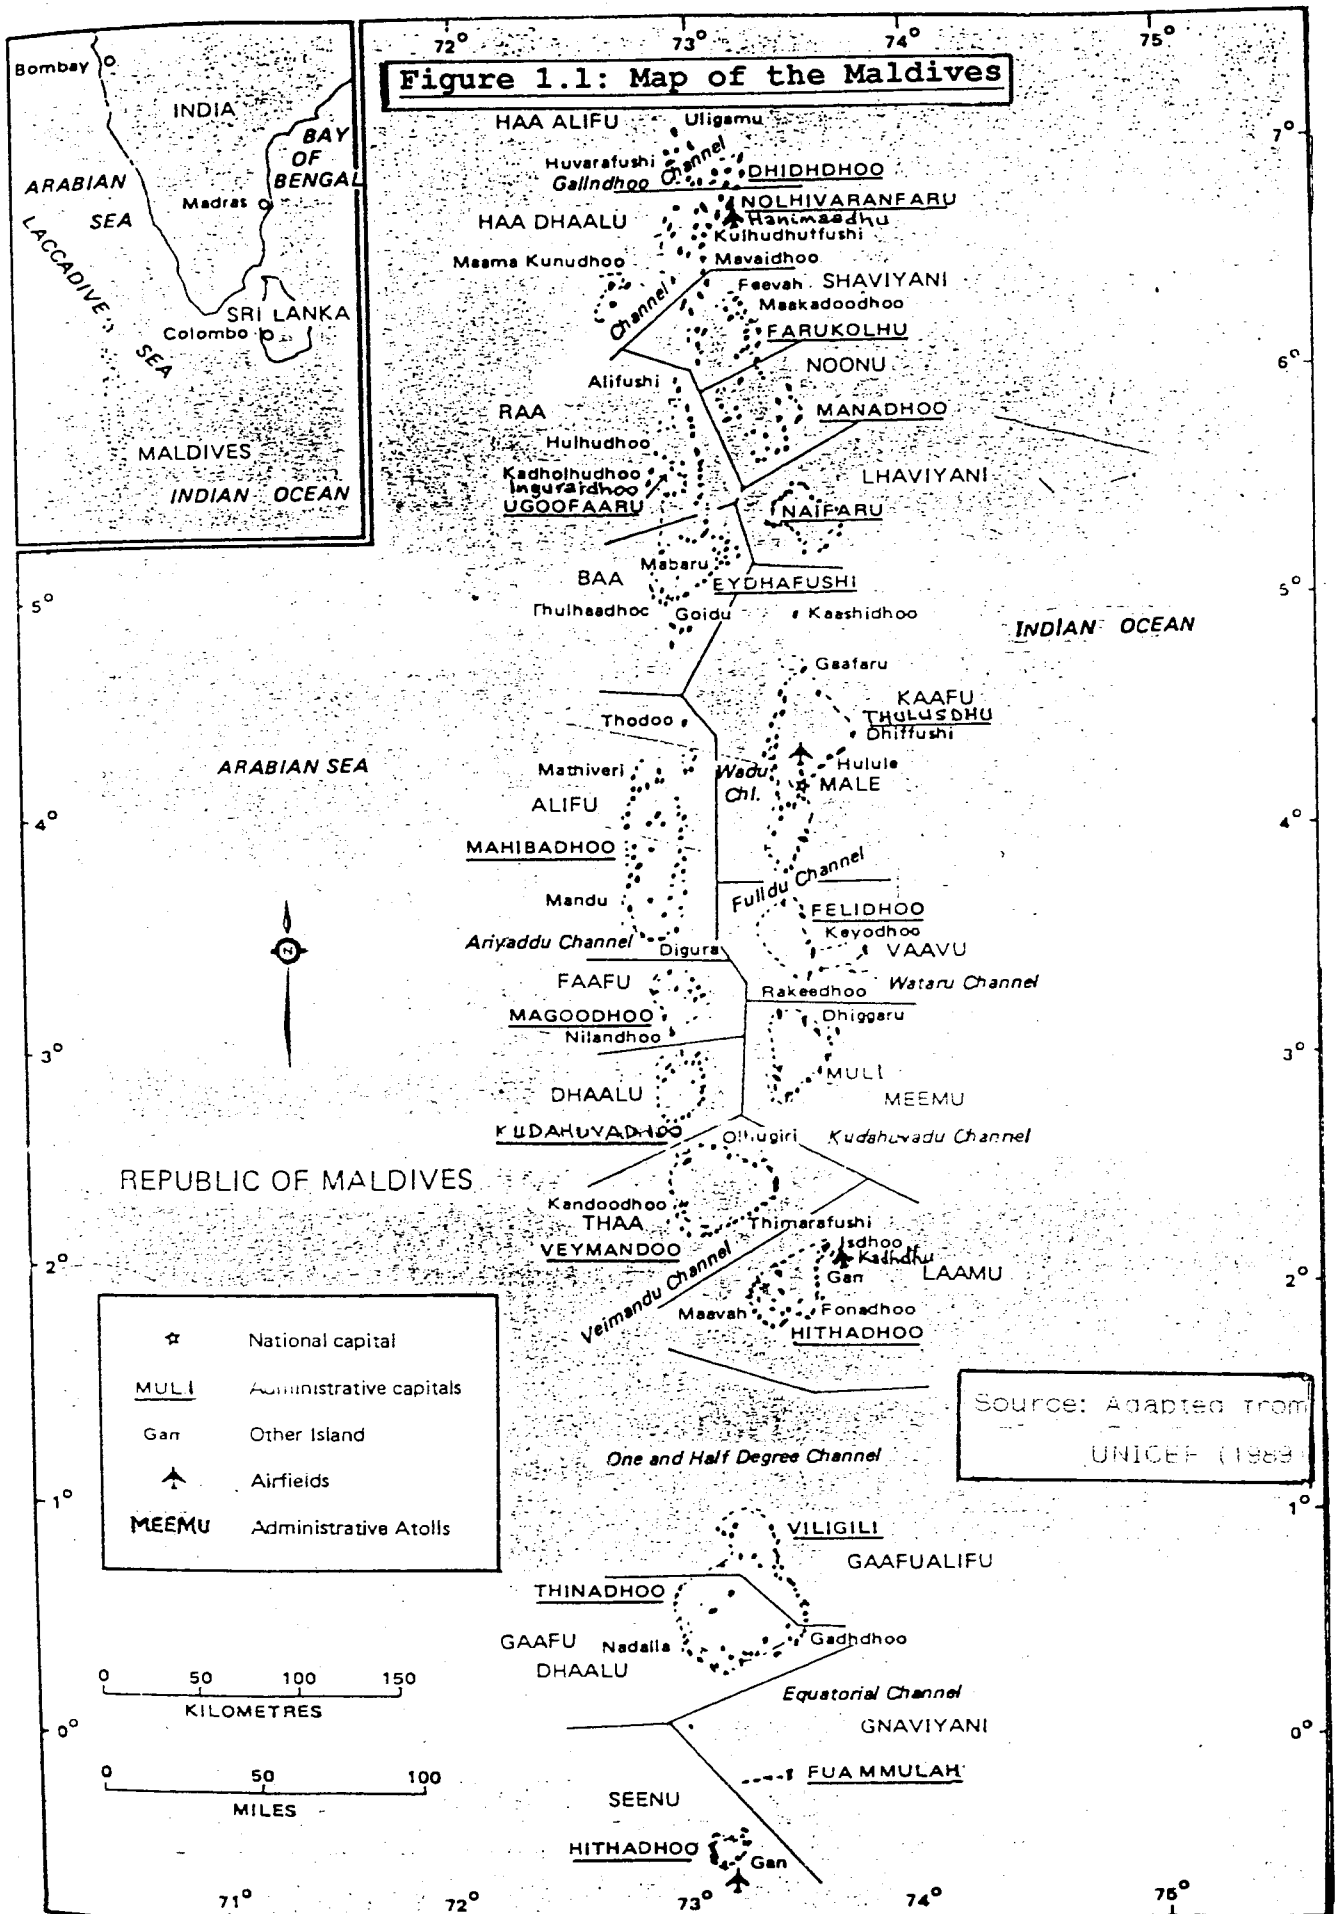 Figure 1.1: Map of the Maldives
72° 73° 74° 75°
Bombay
INDIA
BAY
OF
BENGAL
ARABIAN
SEA
Madras
LACCADIVE
SEA
SRI LANKA
Colombo
MALDIVES
INDIAN OCEAN
HAA ALIFU
Uligamu
7°
Huvarafushi
Galindhoo Channel
DHIDHDHOO
NOLHIVARANFARU
Hanimaadhu
HAA DHAALU
Kulhudhuffushi
Maama Kunudhoo
Mavaidhoo
Channel
Feevah
SHAVIYANI
Maakadoodhoo
FARUKOLHU
6°
NOONU
Alifushi
RAA
MANADHOO
Hulhudhoo
Kadholhudhoo
Inguraidhoo
UGOOFAARU
LHAVIYANI
NAIFARU
Mabaru
BAA
EYDHAFUSHI
5°
5°
Thulhaadhoo
Goidu
Kaashidhoo
INDIAN OCEAN
Gaafaru
KAAFU
THULUSDHU
Dhiffushi
Thodoo
ARABIAN SEA
Mathiveri
Wadu
Chl.
Hulule
MALE
ALIFU
4°
4°
MAHIBADHOO
Fulidu Channel
Mandu
FELIDHOO
Keyodhoo
Ariyaddu Channel
Digura
VAAVU
FAAFU
Rakeedhoo
Wataru Channel
MAGOODHOO
Dhiggaru
Nilandhoo
3°
3°
MULI
DHAALU
MEEMU
KUDAHUVADHOO
Olhugiri
Kudahuvadu Channel
REPUBLIC OF MALDIVES
Kandoodhoo
THAA
Thimarafushi
VEYMANDOO
Isdhoo
Kadhdhu
2°
2°
Gan
LAAMU
Veimandu Channel
Maavah
Fonadhoo
HITHADHOO
National capital
MULI Administrative capitals
Gan Other Island
Airfields
MEEMU Administrative Atolls
Source: Adapted from
UNICEF (1989
One and Half Degree Channel
1°
1°
VILIGILI
GAAFUALIFU
THINADHOO
GAAFU
DHAALU
Nadalla
Gadhdhoo
0 50 100 150
KILOMETRES
Equatorial Channel
GNAVIYANI
0°
0°
0 50 100
MILES
FUAMMULAH
SEENU
HITHADHOO
Gan
71° 72° 73° 74° 75°